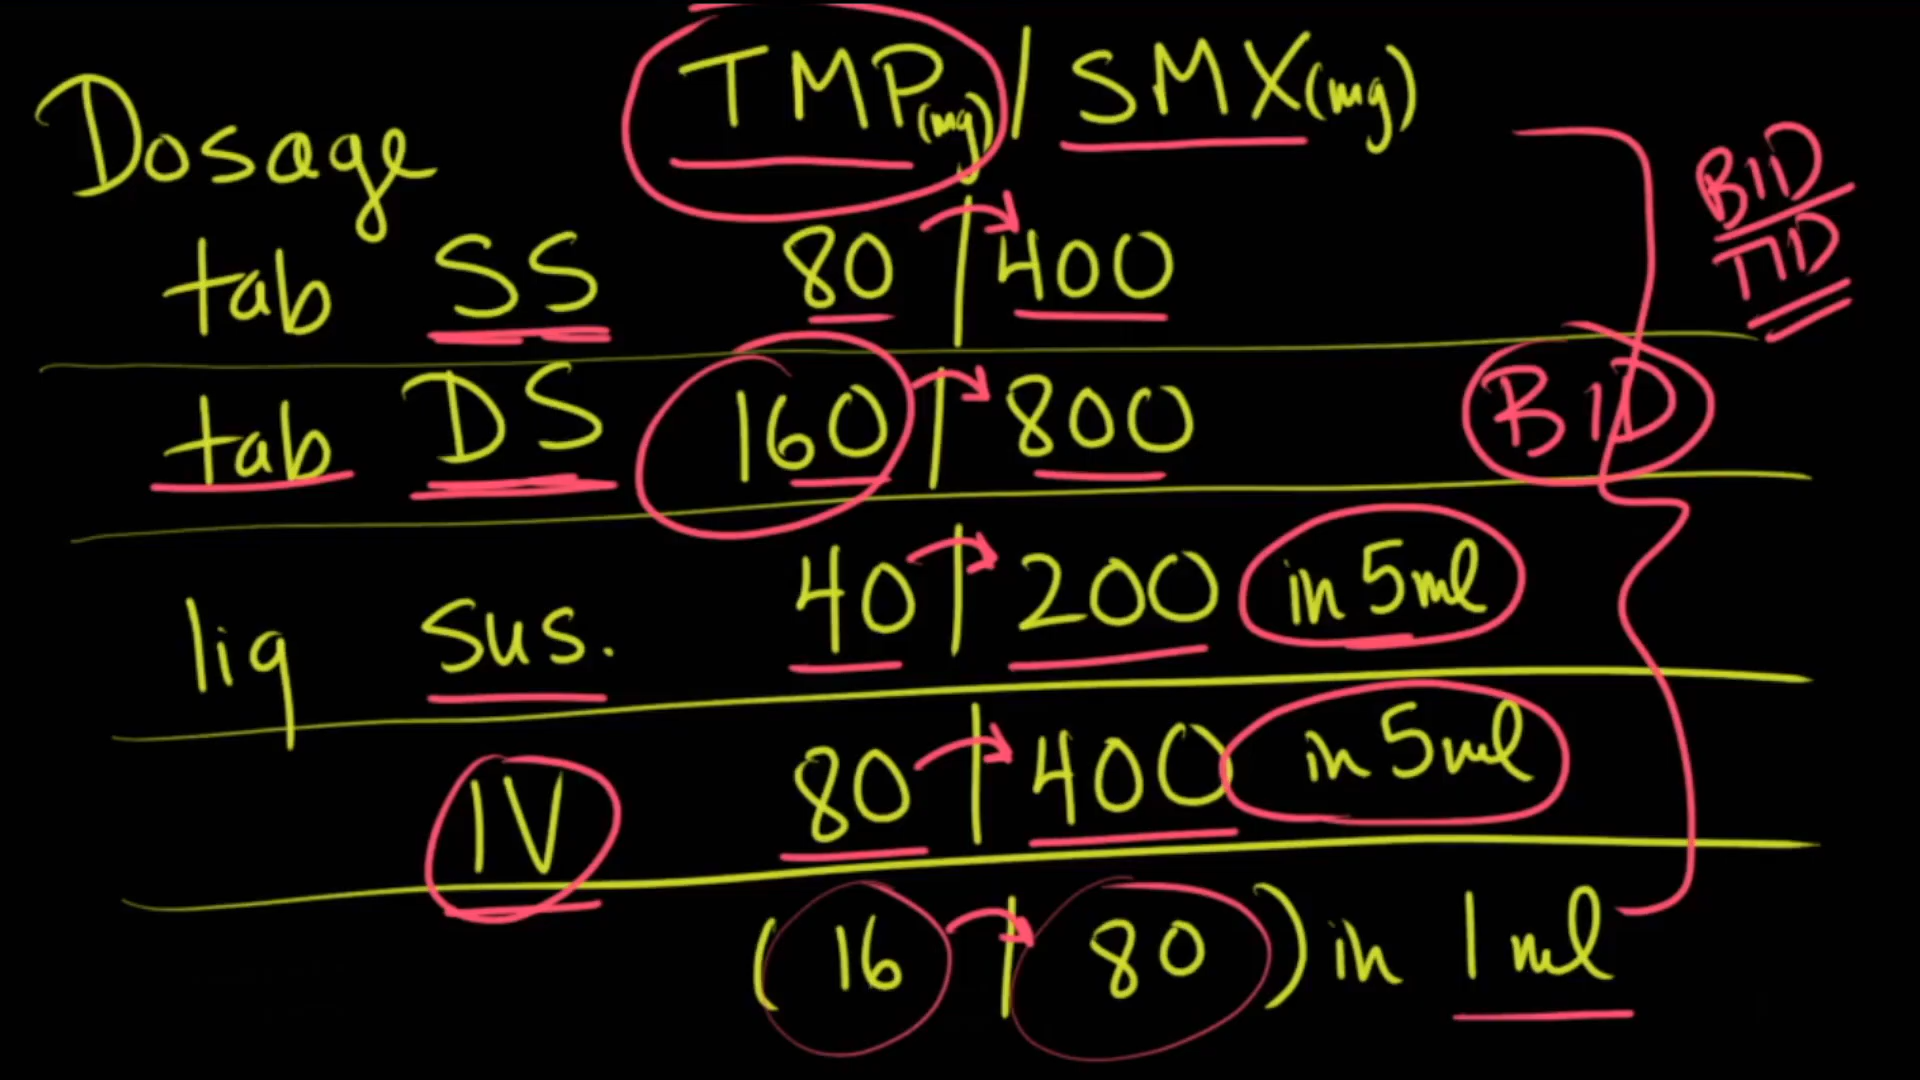 Dosage TMP(mg) / SMX(mg)
BID
TID
tab SS 80 | 400
tab DS 160 | 800 BID
liq sus. 40 | 200 in 5ml
IV 80 | 400 in 5ml
(16 | 80) in 1ml